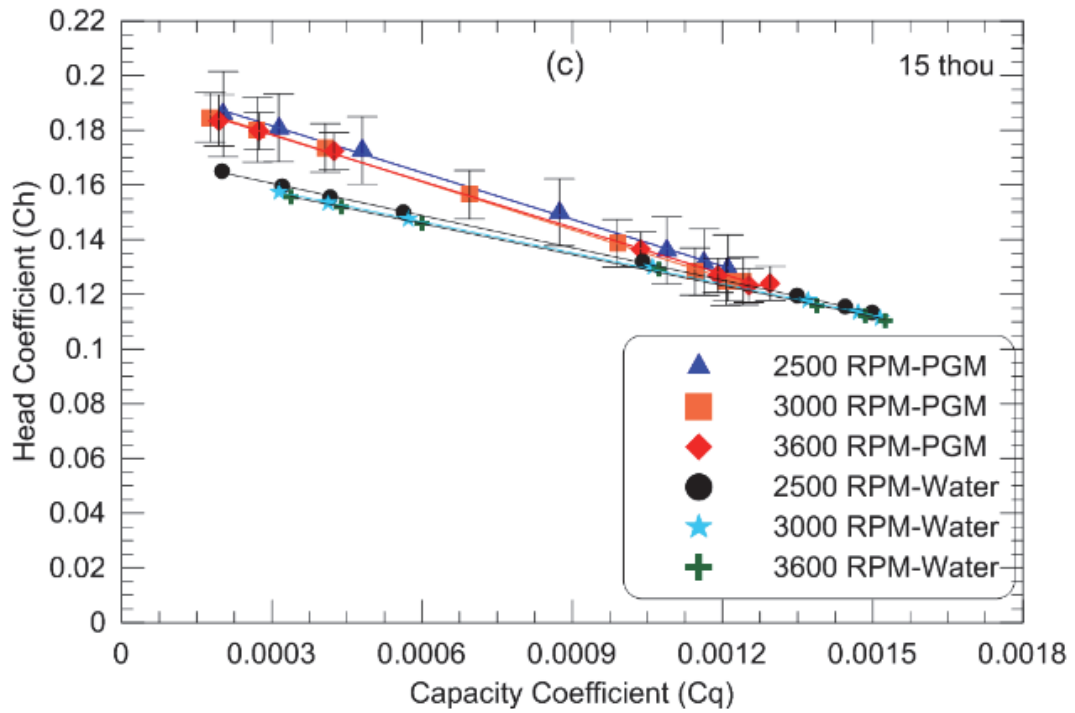 0.22
(c)
15 thou
0.2
0.18
0.16
0.14
0.12
0.1
0.08
0.06
0.04
0.02
0
Head Coefficient (Ch)
2500 RPM-PGM
3000 RPM-PGM
3600 RPM-PGM
2500 RPM-Water
3000 RPM-Water
3600 RPM-Water
0 0.0003 0.0006 0.0009 0.0012 0.0015 0.0018
Capacity Coefficient (Cq)